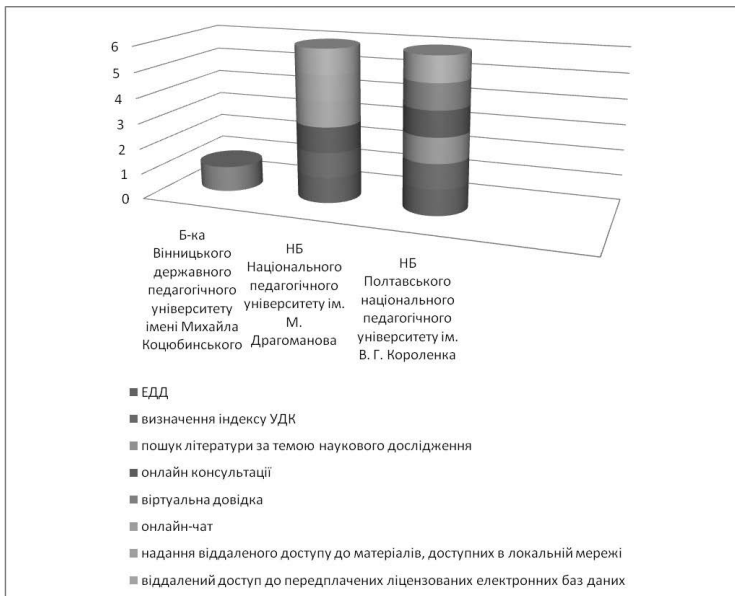 6
5
4
3
2
1
0
Б-ка
Вінницького
державного
педагогічного
університету
імені Михайла
Коцюбинського
НБ
Національного
педагогічного
університету ім.
М.
Драгоманова
НБ
Полтавського
національного
педагогічного
університету ім.
В. Г. Короленка
ЕДД
визначення індексу УДК
пошук літератури за темою наукового дослідження
онлайн консультації
віртуальна довідка
онлайн-чат
надання віддаленого доступу до матеріалів, доступних в локальній мережі
віддалений доступ до передплачених ліцензованих електронних баз даних